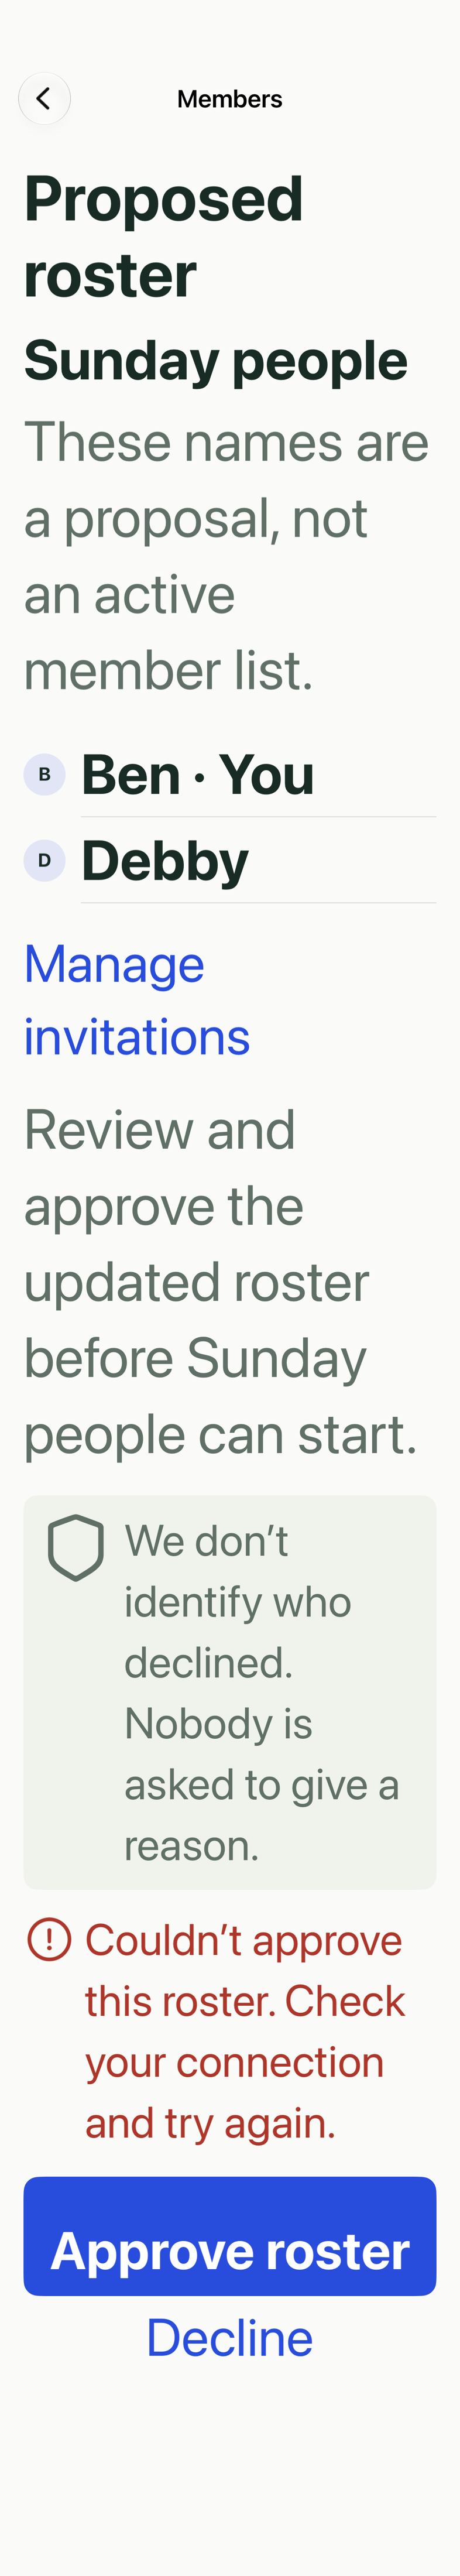 Members
Proposed
roster
Sunday people
These names are
a proposal, not
an active
member list.
B Ben · You
D Debby
Manage
invitations
Review and
approve the
updated roster
before Sunday
people can start.
We don’t
identify who
declined.
Nobody is
asked to give a
reason.
Couldn’t approve
this roster. Check
your connection
and try again.
Approve roster
Decline